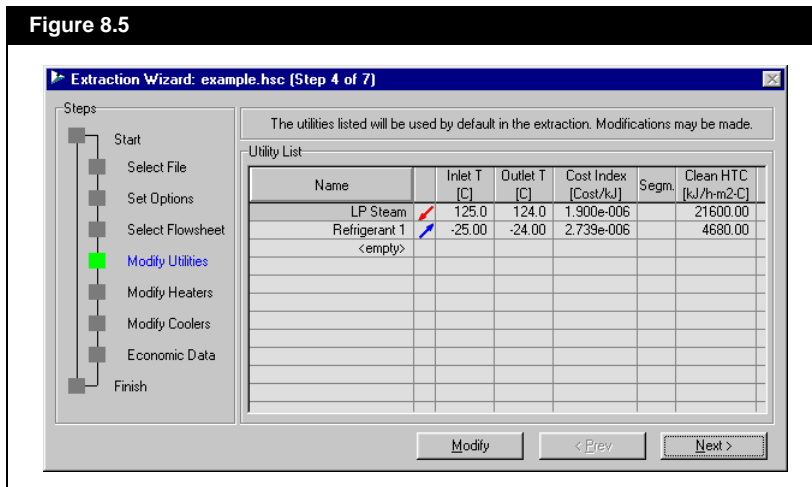 Figure 8.5
Extraction Wizard: example.hsc (Step 4 of 7)
Steps
Start
Select File
Set Options
Select Flowsheet
Modify Utilities
Modify Heaters
Modify Coolers
Economic Data
Finish
The utilities listed will be used by default in the extraction. Modifications may be made.
Utility List
Name Inlet T [C] Outlet T [C] Cost Index [Cost/kJ] Segm. Clean HTC [kJ/h-m2-C]
LP Steam 125.0 124.0 1.900e-006 21600.00
Refrigerant 1 -25.00 -24.00 2.739e-006 4680.00
<empty>
Modify < Prev Next >